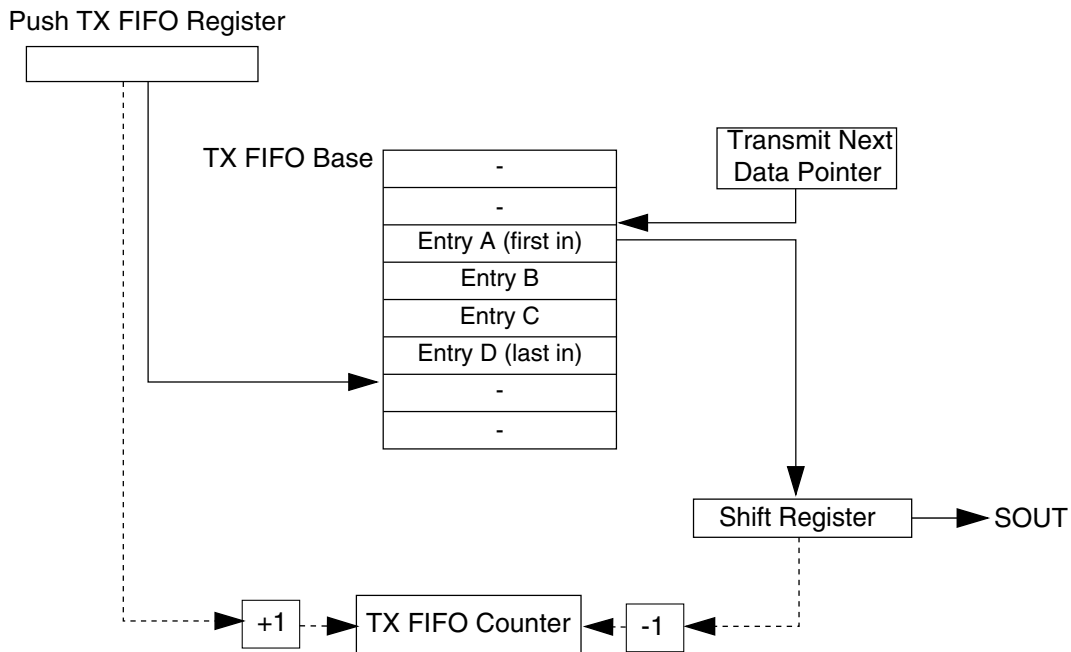 Push TX FIFO Register
TX FIFO Base
-
-
Entry A (first in)
Entry B
Entry C
Entry D (last in)
-
-
Transmit Next
Data Pointer
Shift Register
SOUT
+1
TX FIFO Counter
-1